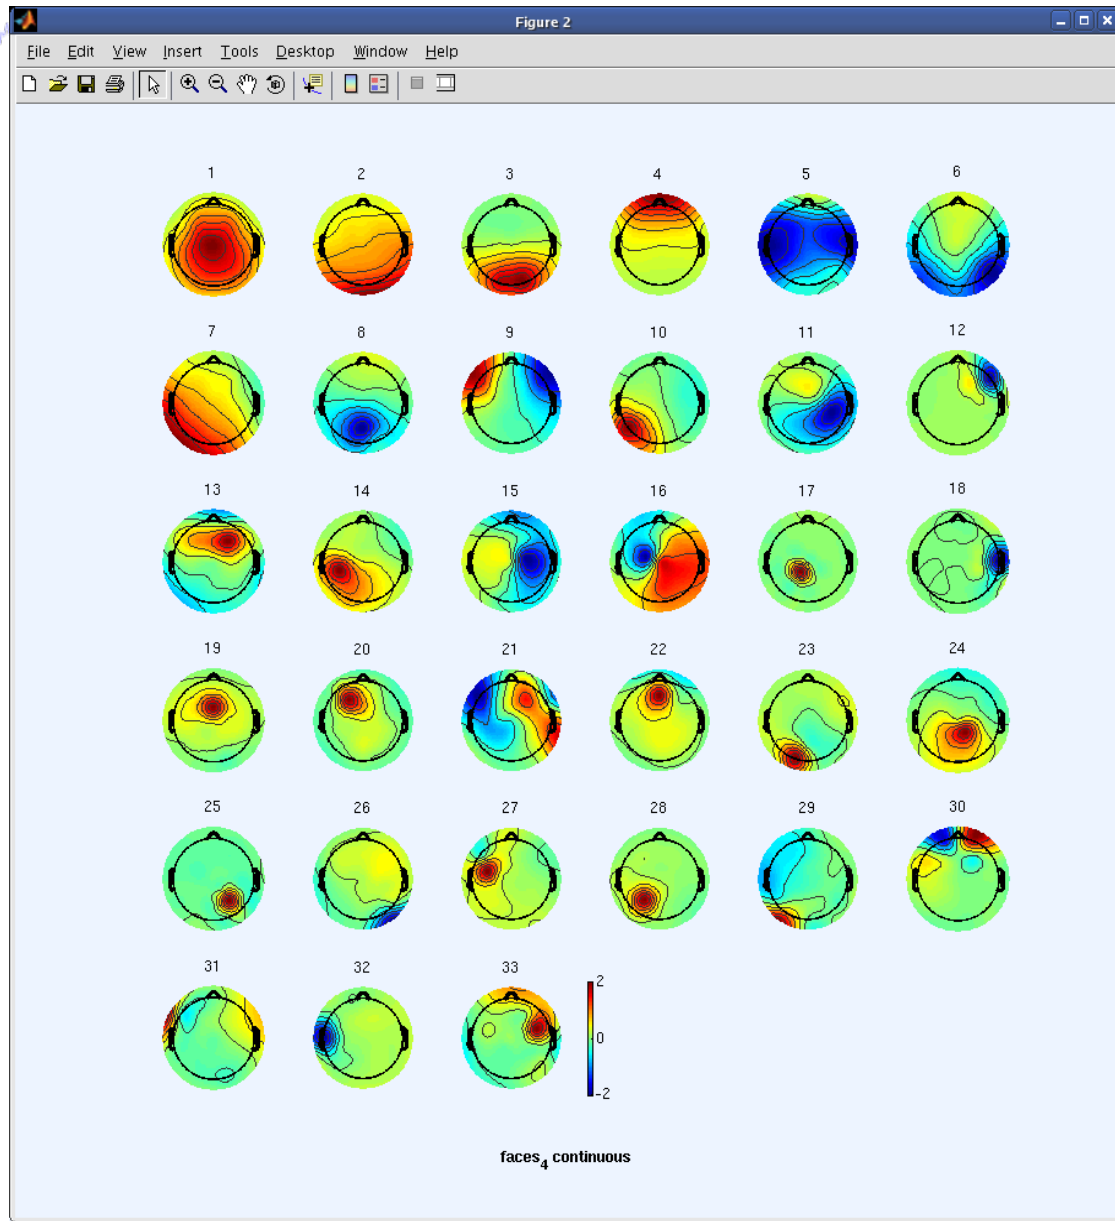 Figure 2
File Edit View Insert Tools Desktop Window Help
1 2 3 4 5 6
7 8 9 10 11 12
13 14 15 16 17 18
19 20 21 22 23 24
25 26 27 28 29 30
31 32 33
2
0
-2
faces4 continuous